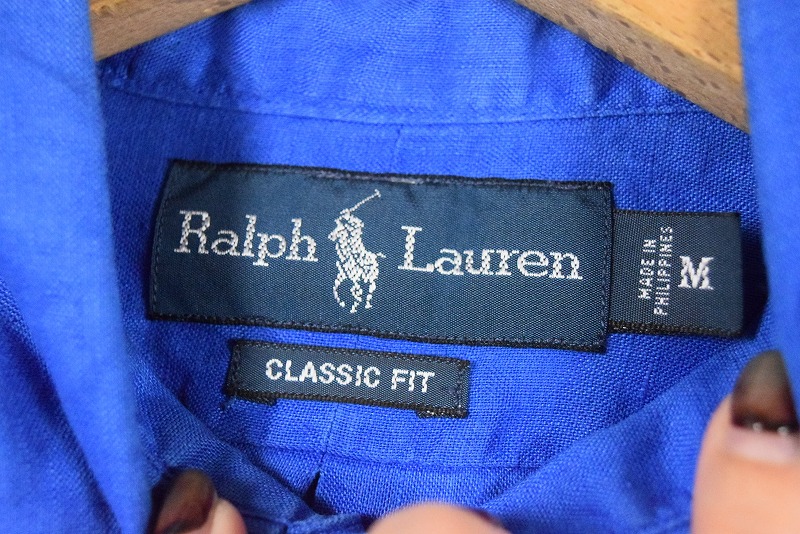 Ralph Lauren
MADE IN
PHILIPPINES
M
CLASSIC FIT